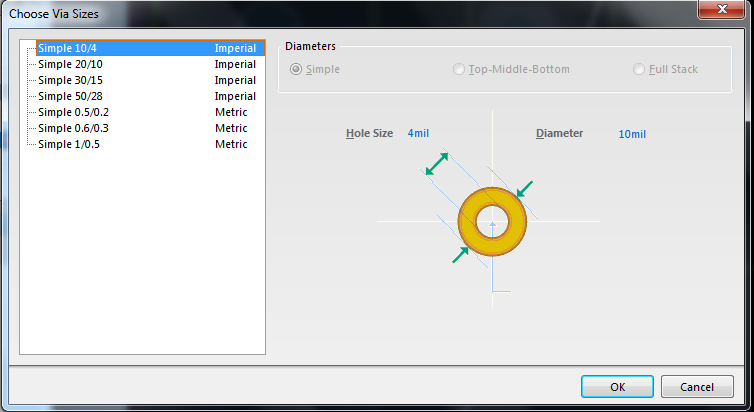 Choose Via Sizes
Simple 10/4 Imperial
Simple 20/10 Imperial
Simple 30/15 Imperial
Simple 50/28 Imperial
Simple 0.5/0.2 Metric
Simple 0.6/0.3 Metric
Simple 1/0.5 Metric
Diameters
Simple Top-Middle-Bottom Full Stack
Hole Size 4mil Diameter 10mil
OK Cancel